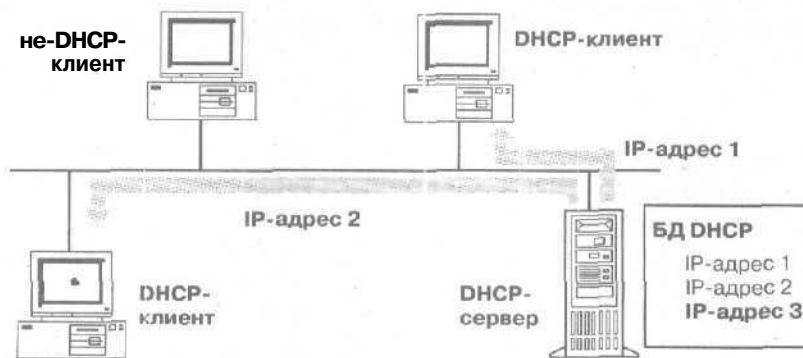 не-DHCP-
клиент
DHCP-клиент
IP-адрес 1
IP-адрес 2
DHCP-
клиент
DHCP-
сервер
БД DHCP
IP-адрес 1
IP-адрес 2
IP-адрес 3